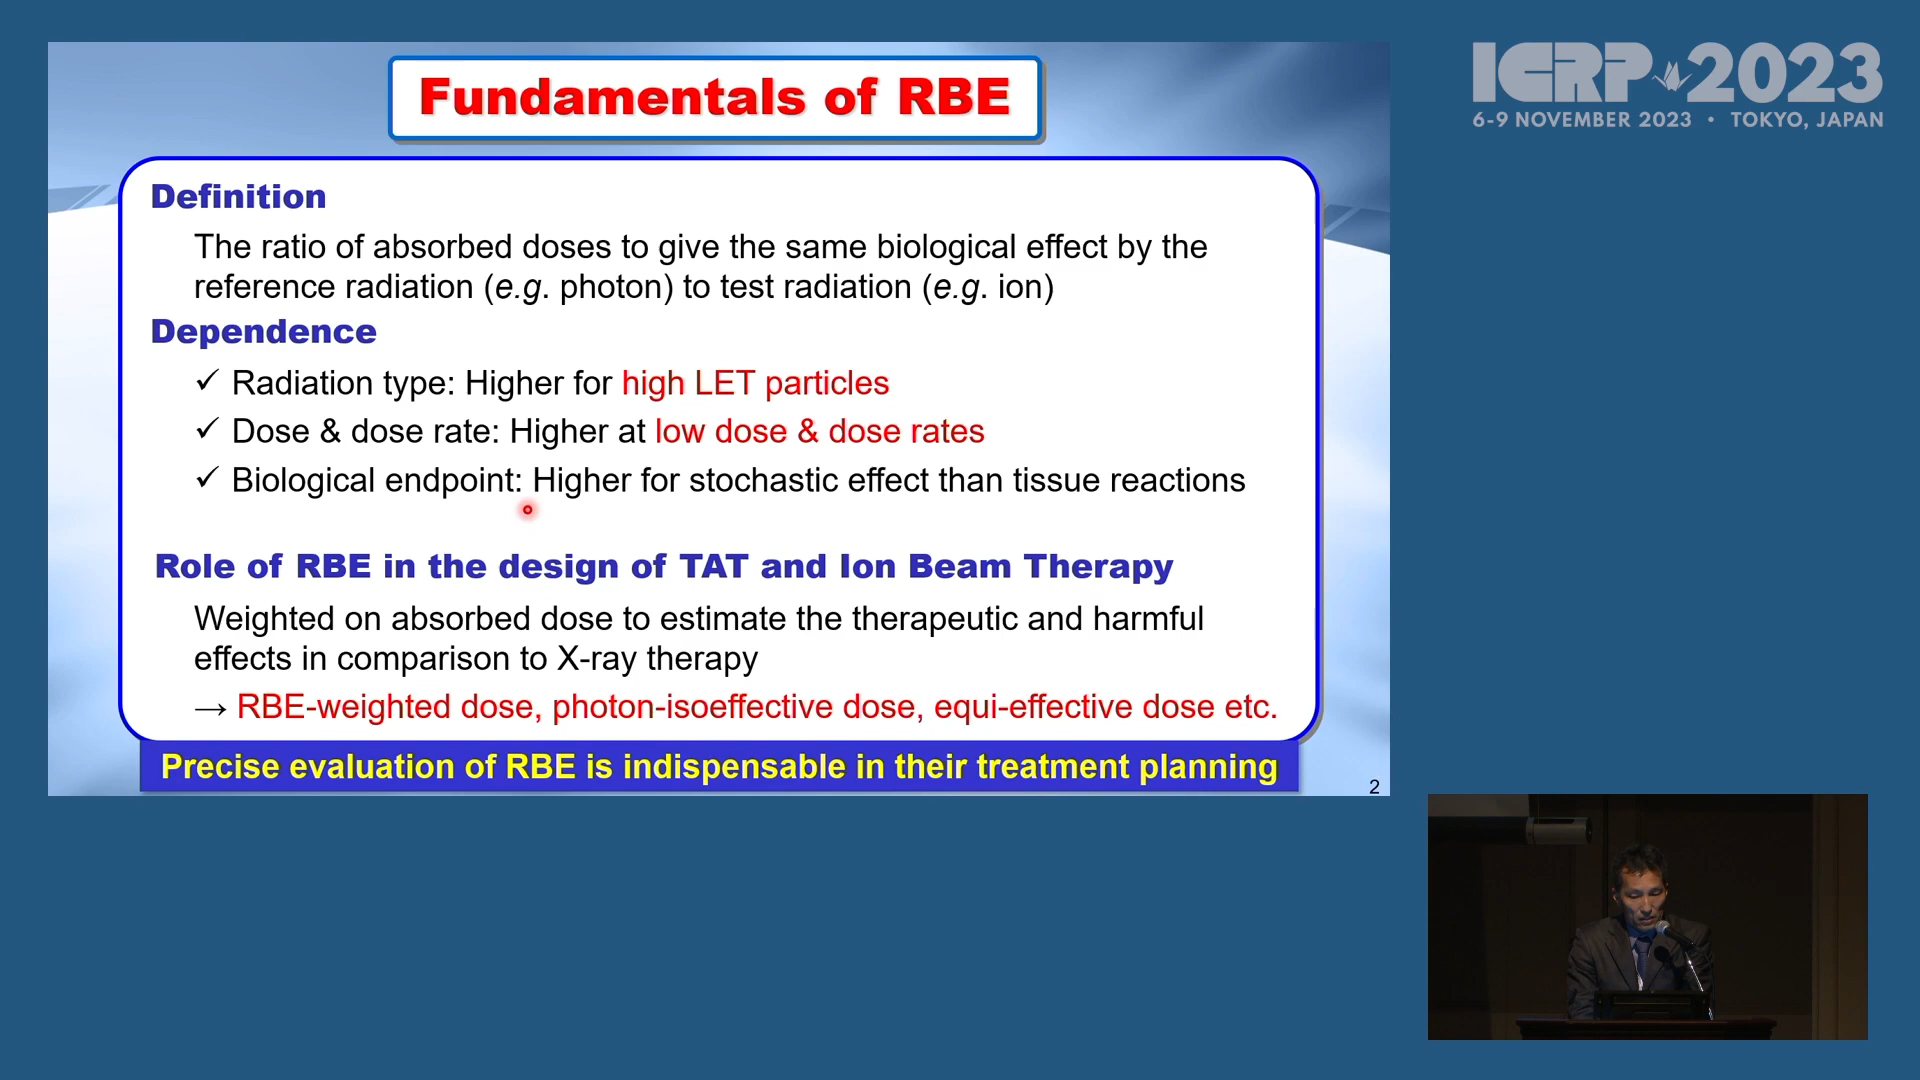 Fundamentals of RBE
ICRP 2023
6-9 NOVEMBER 2023 • TOKYO, JAPAN
Definition
The ratio of absorbed doses to give the same biological effect by the
reference radiation (e.g. photon) to test radiation (e.g. ion)
Dependence
✓ Radiation type: Higher for high LET particles
✓ Dose & dose rate: Higher at low dose & dose rates
✓ Biological endpoint: Higher for stochastic effect than tissue reactions
Role of RBE in the design of TAT and Ion Beam Therapy
Weighted on absorbed dose to estimate the therapeutic and harmful
effects in comparison to X-ray therapy
→ RBE-weighted dose, photon-isoeffective dose, equi-effective dose etc.
Precise evaluation of RBE is indispensable in their treatment planning
2